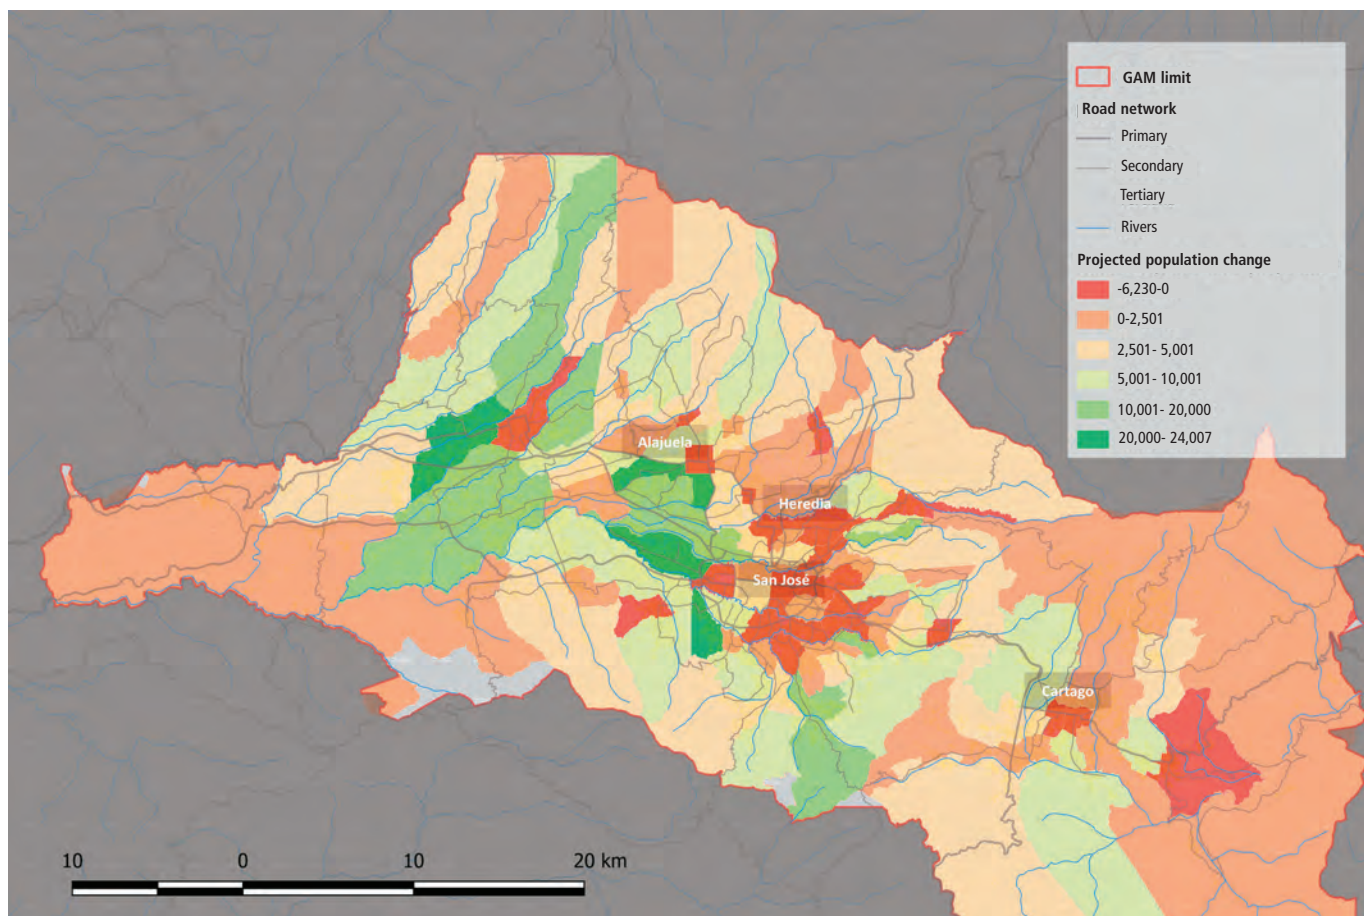 GAM limit
Road network
Primary
Secondary
Tertiary
Rivers
Projected population change
-6,230-0
0-2,501
2,501- 5,001
5,001- 10,001
10,001- 20,000
20,000- 24,007
Alajuela
Heredia
San José
Cartago
10 0 10 20 km